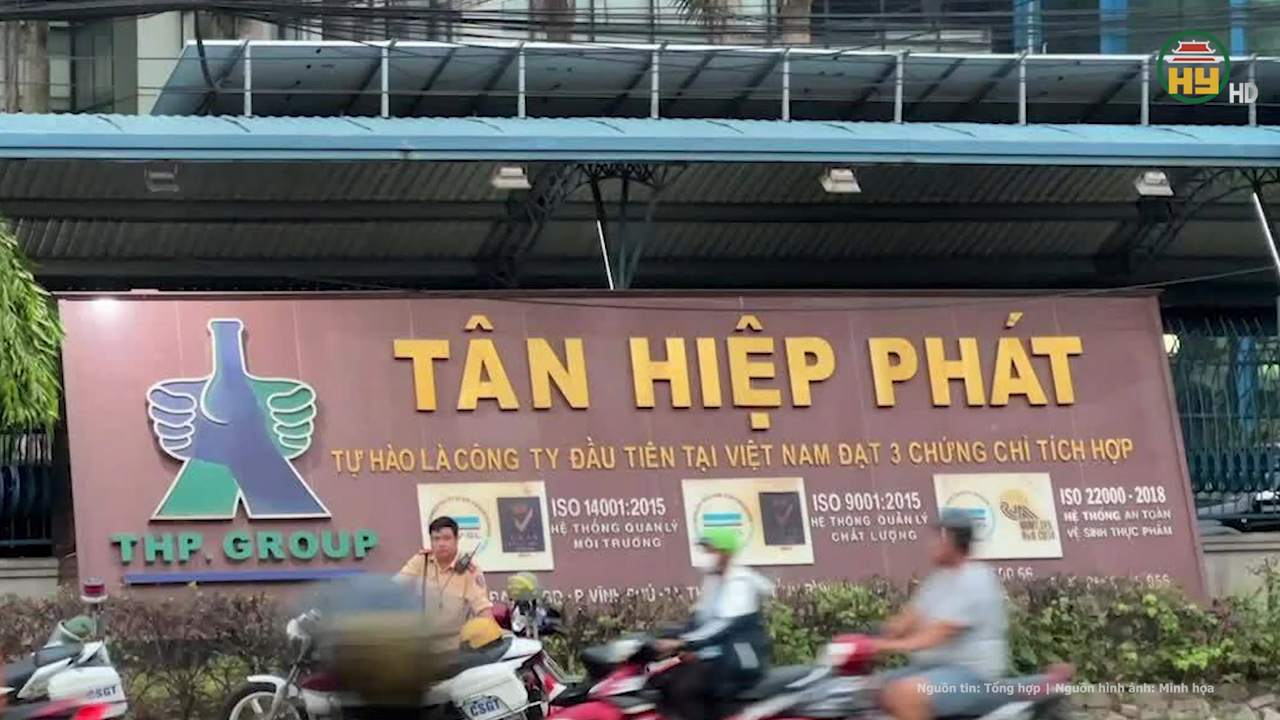 HY HD
TÂN HIỆP PHÁT
TỰ HÀO LÀ CÔNG TY ĐẦU TIÊN TẠI VIỆT NAM ĐẠT 3 CHỨNG CHỈ TÍCH HỢP
THP. GROUP
ISO 14001:2015
HỆ THỐNG QUẢN LÝ
MÔI TRƯỜNG
ISO 9001:2015
HỆ THỐNG QUẢN LÝ
CHẤT LƯỢNG
ISO 22000 - 2018
HỆ THỐNG AN TOÀN
VỆ SINH THỰC PHẨM
P. VĨNH PHÚ
CSGT
CSGT
Nguồn tin: Tổng hợp | Nguồn hình ảnh: Minh họa